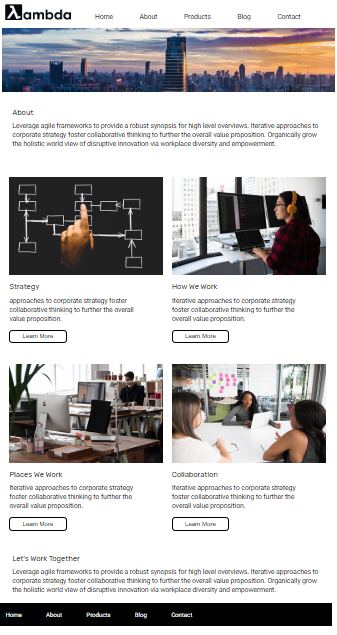 λambda
Home About Products Blog Contact
About
Leverage agile frameworks to provide a robust synopsis for high level overviews. Iterative approaches to
corporate strategy foster collaborative thinking to further the overall value proposition. Organically grow
the holistic world view of disruptive innovation via workplace diversity and empowerment.
Strategy
approaches to corporate strategy foster
collaborative thinking to further the overall
value proposition.
Learn More
How We Work
Iterative approaches to corporate strategy
foster collaborative thinking to further the
overall value proposition.
Learn More
Places We Work
Iterative approaches to corporate strategy
foster collaborative thinking to further the
overall value proposition.
Learn More
Collaboration
Iterative approaches to corporate strategy
foster collaborative thinking to further the
overall value proposition.
Learn More
Let's Work Together
Leverage agile frameworks to provide a robust synopsis for high level overviews. Iterative approaches to
corporate strategy foster collaborative thinking to further the overall value proposition. Organically grow
the holistic world view of disruptive innovation via workplace diversity and empowerment.
Home About Products Blog Contact